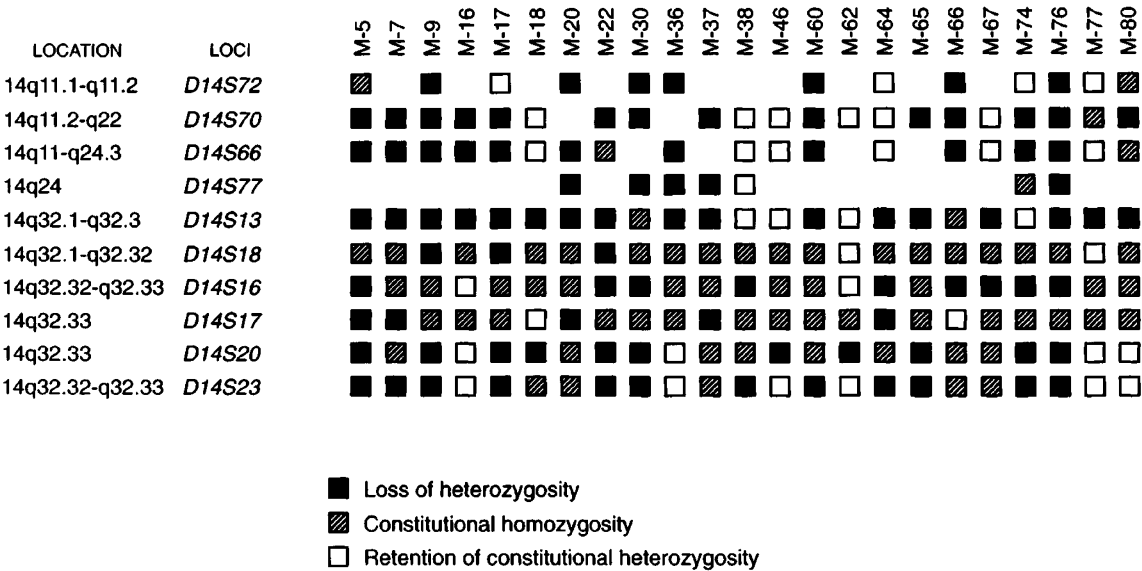 M-5 M-7 M-9 M-16 M-17 M-18 M-20 M-22 M-30 M-36 M-37 M-38 M-46 M-60 M-62 M-64 M-65 M-66 M-67 M-74 M-76 M-77 M-80
LOCATION LOCI
14q11.1-q11.2 D14S72
14q11.2-q22 D14S70
14q11-q24.3 D14S66
14q24 D14S77
14q32.1-q32.3 D14S13
14q32.1-q32.32 D14S18
14q32.32-q32.33 D14S16
14q32.33 D14S17
14q32.33 D14S20
14q32.32-q32.33 D14S23
Loss of heterozygosity
Constitutional homozygosity
Retention of constitutional heterozygosity